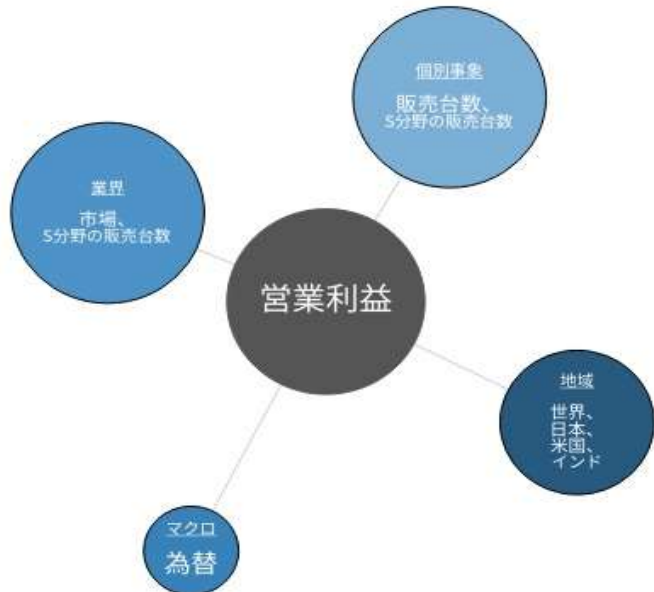 個別事象
販売台数、
S分野の販売台数
業界
市場、
S分野の販売台数
営業利益
地域
世界、
日本、
米国、
インド
マクロ
為替